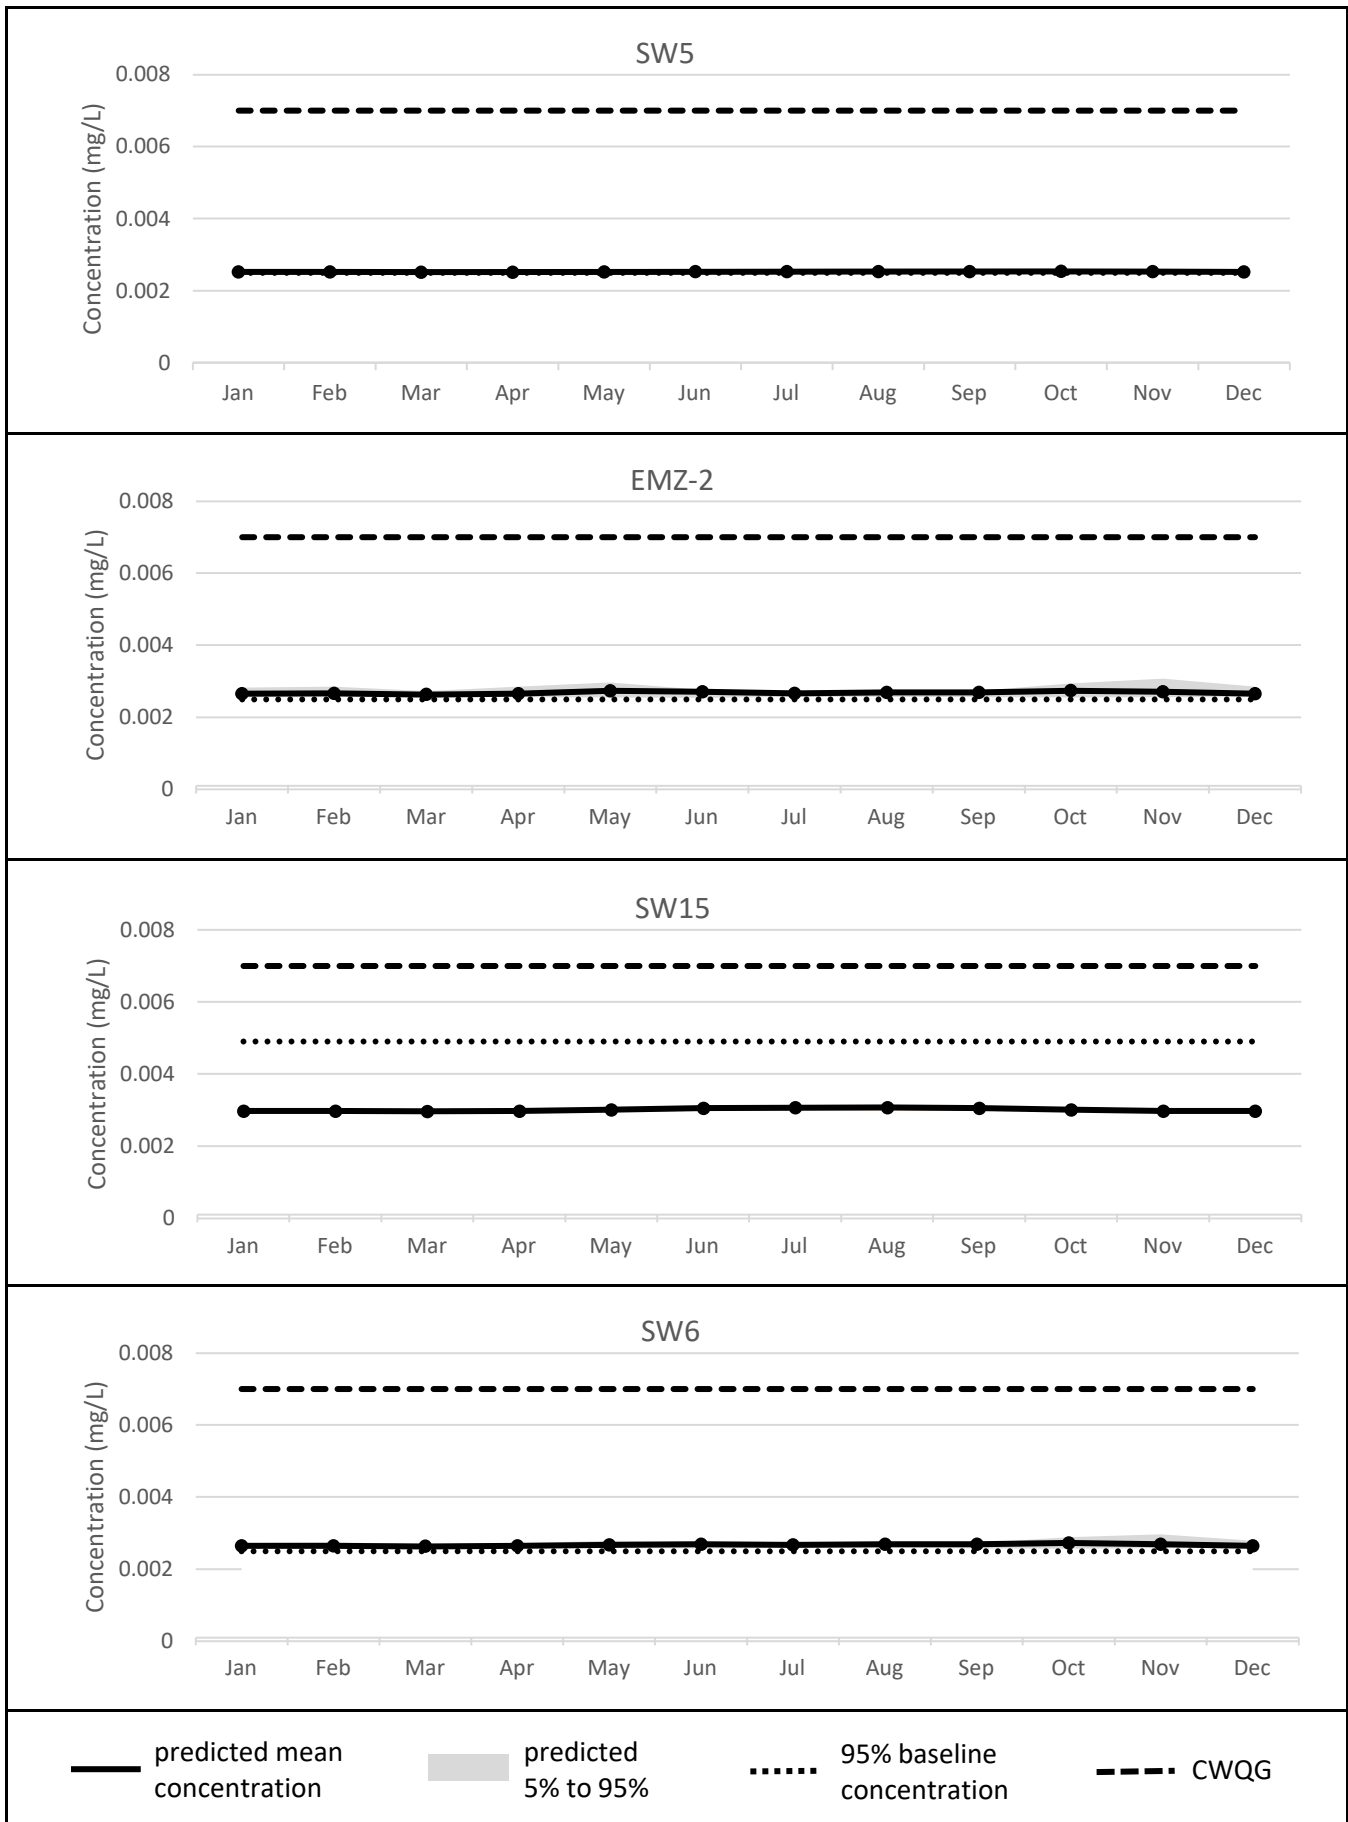 SW5
Concentration (mg/L)
0.008
0.006
0.004
0.002
0
Jan Feb Mar Apr May Jun Jul Aug Sep Oct Nov Dec
EMZ-2
Concentration (mg/L)
0.008
0.006
0.004
0.002
0
Jan Feb Mar Apr May Jun Jul Aug Sep Oct Nov Dec
SW15
Concentration (mg/L)
0.008
0.006
0.004
0.002
0
Jan Feb Mar Apr May Jun Jul Aug Sep Oct Nov Dec
SW6
Concentration (mg/L)
0.008
0.006
0.004
0.002
0
Jan Feb Mar Apr May Jun Jul Aug Sep Oct Nov Dec
predicted mean
concentration
predicted
5% to 95%
95% baseline
concentration
CWQG